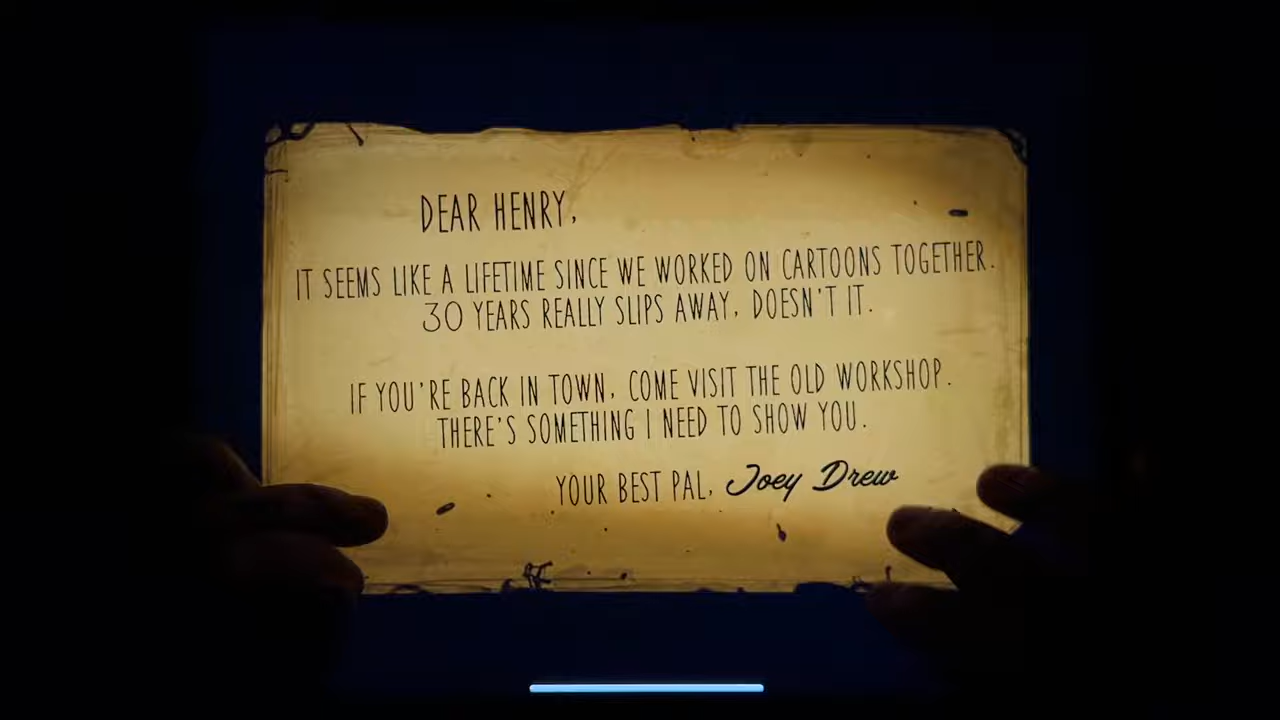 DEAR HENRY,
IT SEEMS LIKE A LIFETIME SINCE WE WORKED ON CARTOONS TOGETHER.
30 YEARS REALLY SLIPS AWAY, DOESN'T IT.
IF YOU'RE BACK IN TOWN, COME VISIT THE OLD WORKSHOP.
THERE'S SOMETHING I NEED TO SHOW YOU.
YOUR BEST PAL, Joey Drew